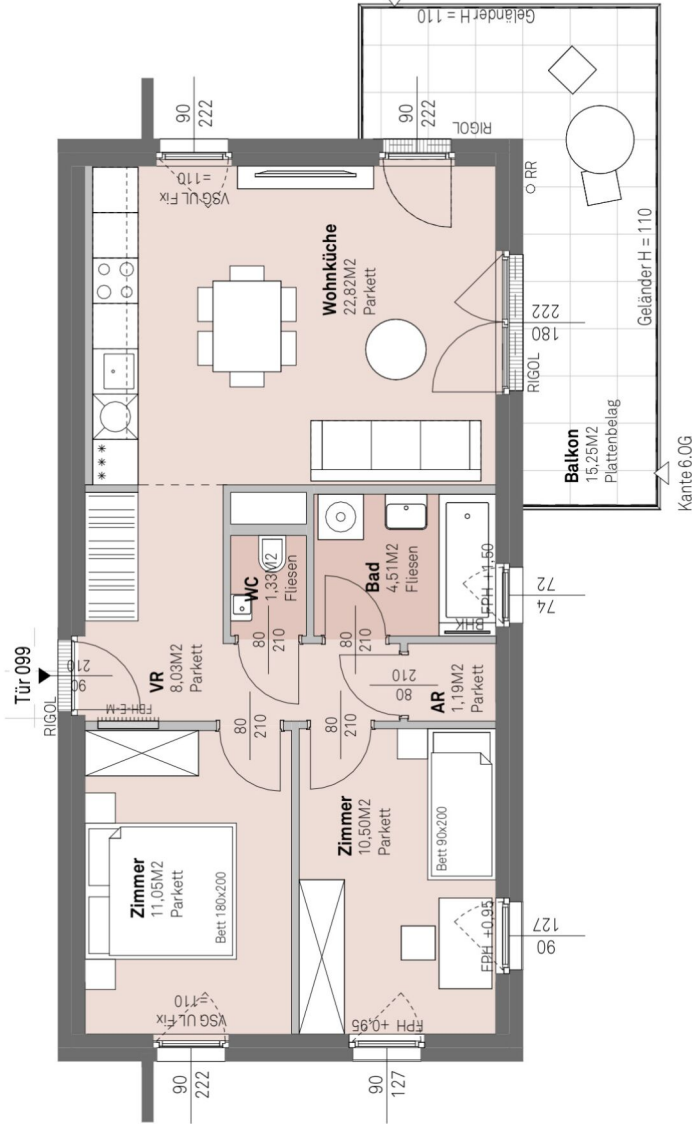 Geländer H = 110
90
222
90
222
RIGOL
VSG UL Fix
=110
RR
Wohnküche
22,82M2
Parkett
Geländer H = 110
222
180
RIGOL
Balkon
15,25M2
Plattenbelag
Kante 6.OG
***
WC
1,33M2
Fliesen
Bad
4,51M2
Fliesen
FPH +1,50
BHK
72
74
Tür 099
210
90
RIGOL
VR
8,03M2
Parkett
FBH-E-M
80
210
80
210
210
80
AR
1,19M2
Parkett
80
210
80
210
Zimmer
11,05M2
Parkett
Bett 180x200
Zimmer
10,50M2
Parkett
Bett 90x200
FPH +0,95
127
90
VSG UL Fix
=110
FPH +0,95
90
222
90
127